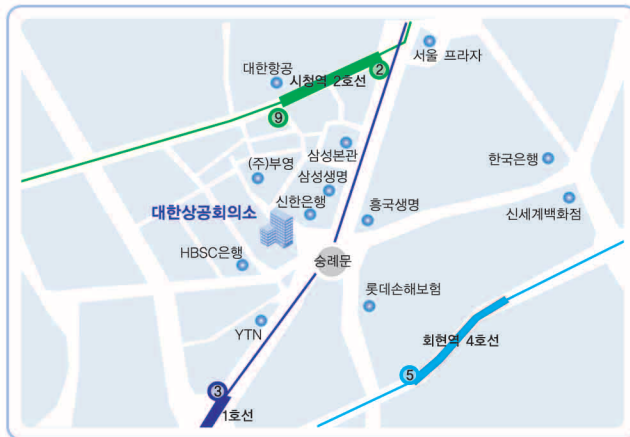 서울 프라자
대한항공
시청역 2호선
②
⑨
삼성본관
한국은행
(주)부영
삼성생명
대한상공회의소
신한은행
흥국생명
신세계백화점
HBSC은행
숭례문
롯데손해보험
YTN
회현역 4호선
⑤
③
1호선